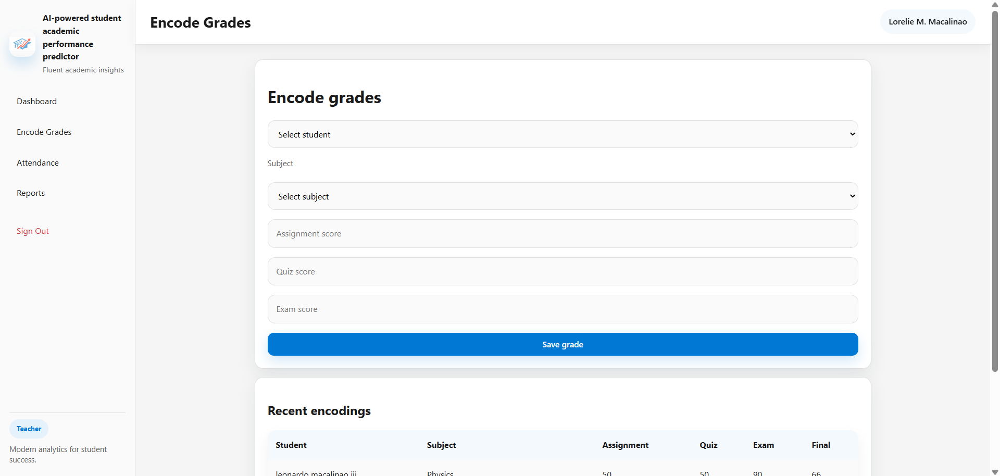 AI-powered student
academic
performance
predictor
Fluent academic insights
Dashboard
Encode Grades
Attendance
Reports
Sign Out
Teacher
Modern analytics for student
success.
Encode Grades
Lorelie M. Macalinao
Encode grades
Select student
Subject
Select subject
Assignment score
Quiz score
Exam score
Save grade
Recent encodings
Student Subject Assignment Quiz Exam Final
leonardo macalinao iii Physics 50 50 90 66